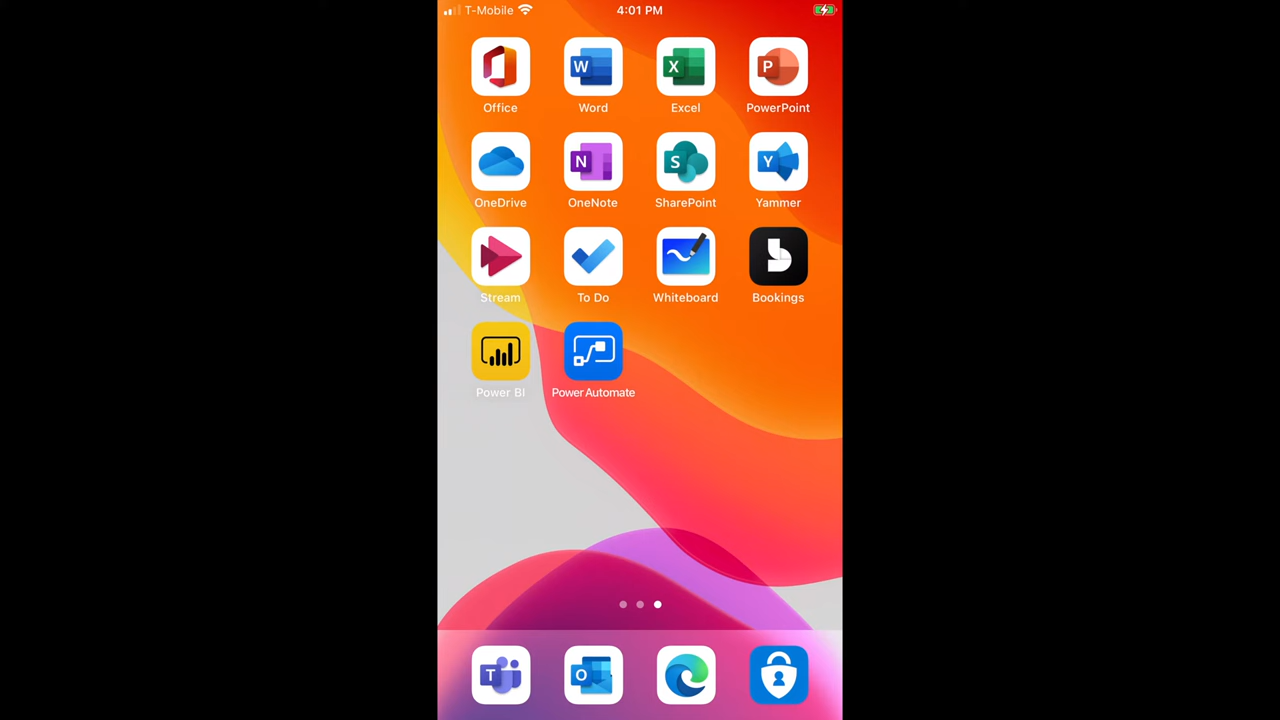 T-Mobile 4:01 PM
Office Word Excel PowerPoint
OneDrive OneNote SharePoint Yammer
Stream To Do Whiteboard Bookings
Power BI Power Automate
W X P
N S Y
b
T O